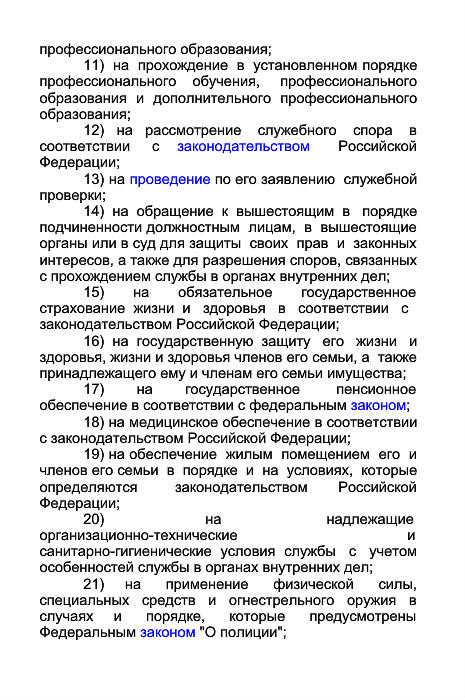 профессионального образования;
11) на прохождение в установленном порядке
профессионального обучения, профессионального
образования и дополнительного профессионального
образования;
12) на рассмотрение служебного спора в
соответствии с законодательством Российской
Федерации;
13) на проведение по его заявлению служебной
проверки;
14) на обращение к вышестоящим в порядке
подчиненности должностным лицам, в вышестоящие
органы или в суд для защиты своих прав и законных
интересов, а также для разрешения споров, связанных
с прохождением службы в органах внутренних дел;
15) на обязательное государственное
страхование жизни и здоровья в соответствии с
законодательством Российской Федерации;
16) на государственную защиту его жизни и
здоровья, жизни и здоровья членов его семьи, а также
принадлежащего ему и членам его семьи имущества;
17) на государственное пенсионное
обеспечение в соответствии с федеральным законом;
18) на медицинское обеспечение в соответствии
с законодательством Российской Федерации;
19) на обеспечение жилым помещением его и
членов его семьи в порядке и на условиях, которые
определяются законодательством Российской
Федерации;
20) на надлежащие
организационно-технические и
санитарно-гигиенические условия службы с учетом
особенностей службы в органах внутренних дел;
21) на применение физической силы,
специальных средств и огнестрельного оружия в
случаях и порядке, которые предусмотрены
Федеральным законом "О полиции";